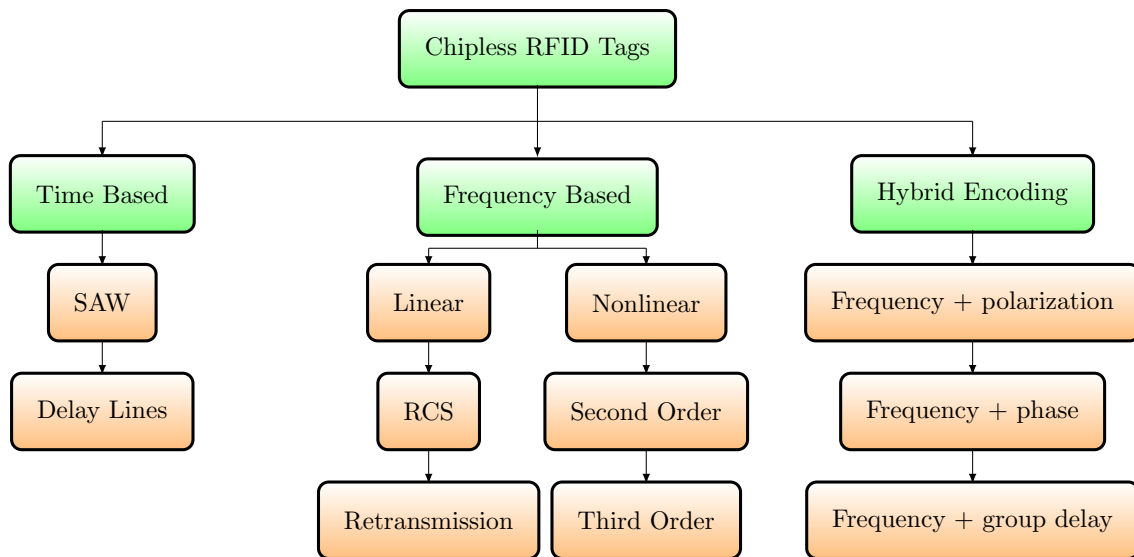 Chipless RFID Tags
Time Based
Frequency Based
Hybrid Encoding
SAW
Linear
Nonlinear
Frequency + polarization
Delay Lines
RCS
Second Order
Frequency + phase
Retransmission
Third Order
Frequency + group delay